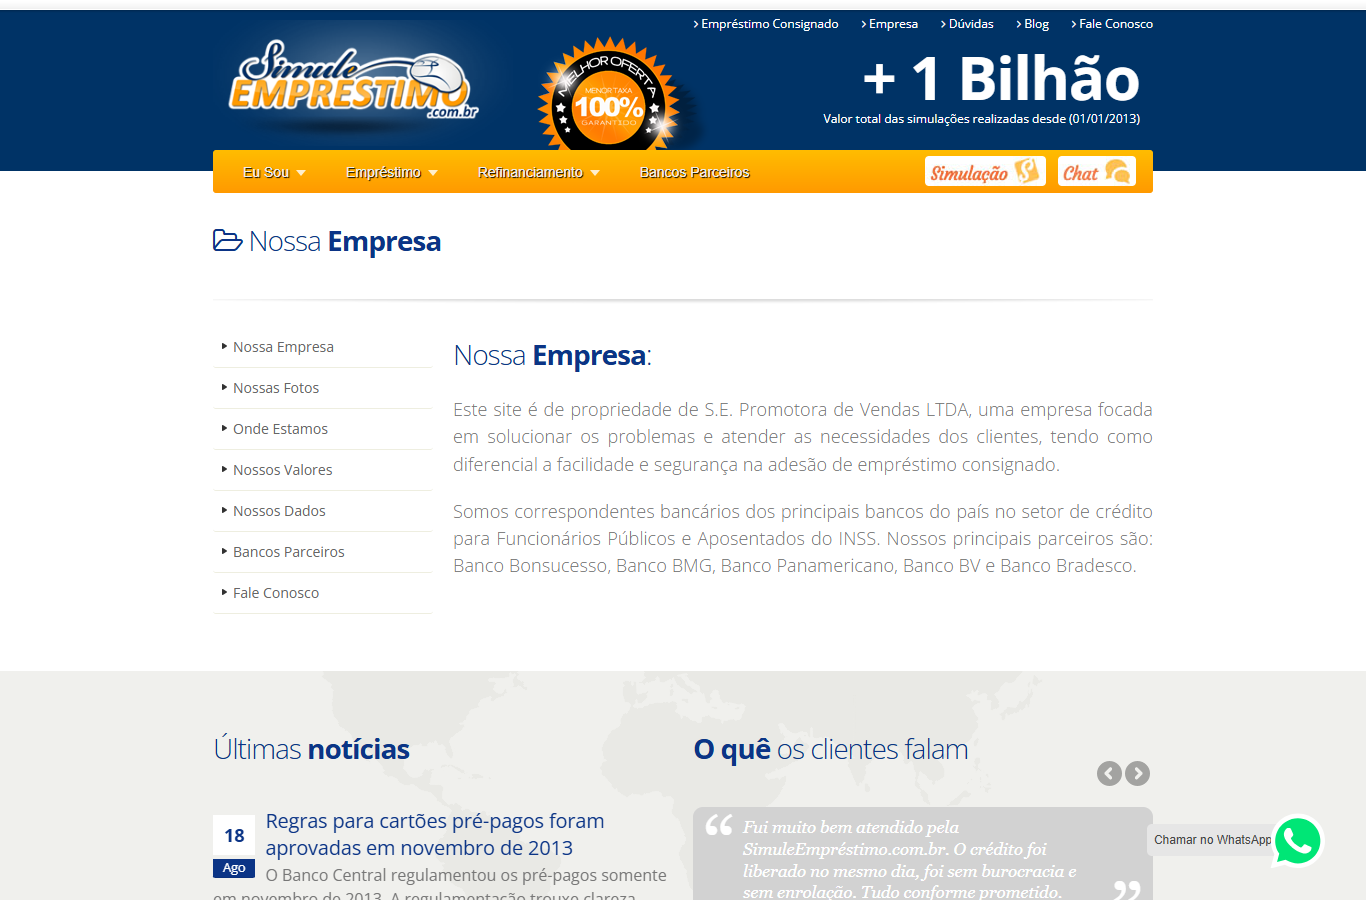 Empréstimo Consignado
Empresa
Dúvidas
Blog
Fale Conosco
Simule
EMPRESTIMO
.com.br
MELHOR OFERTA
MENOR TAXA
100%
GARANTIDO
+ 1 Bilhão
Valor total das simulações realizadas desde (01/01/2013)
Eu Sou
Empréstimo
Refinanciamento
Bancos Parceiros
Simulação
Chat
Nossa Empresa
Nossa Empresa
Nossas Fotos
Onde Estamos
Nossos Valores
Nossos Dados
Bancos Parceiros
Fale Conosco
Nossa Empresa:
Este site é de propriedade de S.E. Promotora de Vendas LTDA, uma empresa focada
em solucionar os problemas e atender as necessidades dos clientes, tendo como
diferencial a facilidade e segurança na adesão de empréstimo consignado.
Somos correspondentes bancários dos principais bancos do país no setor de crédito
para Funcionários Públicos e Aposentados do INSS. Nossos principais parceiros são:
Banco Bonsucesso, Banco BMG, Banco Panamericano, Banco BV e Banco Bradesco.
Últimas notícias
18
Ago
Regras para cartões pré-pagos foram
aprovadas em novembro de 2013
O Banco Central regulamentou os pré-pagos somente
em novembro de 2013. A regulamentação trouxe clareza
O quê os clientes falam
“ Fui muito bem atendido pela
SimuleEmpréstimo.com.br. O crédito foi
liberado no mesmo dia, foi sem burocracia e
sem enrolação. Tudo conforme prometido. ”
Chamar no WhatsApp